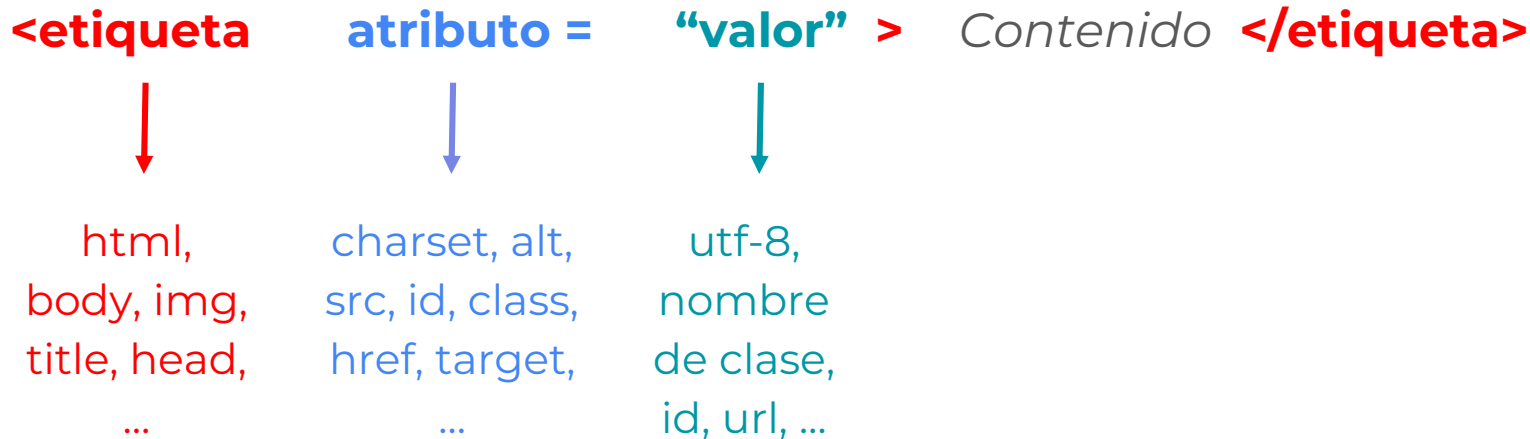 <etiqueta atributo = “valor” > Contenido </etiqueta>
html,
body, img,
title, head,
...
charset, alt,
src, id, class,
href, target,
...
utf-8,
nombre
de clase,
id, url, ...